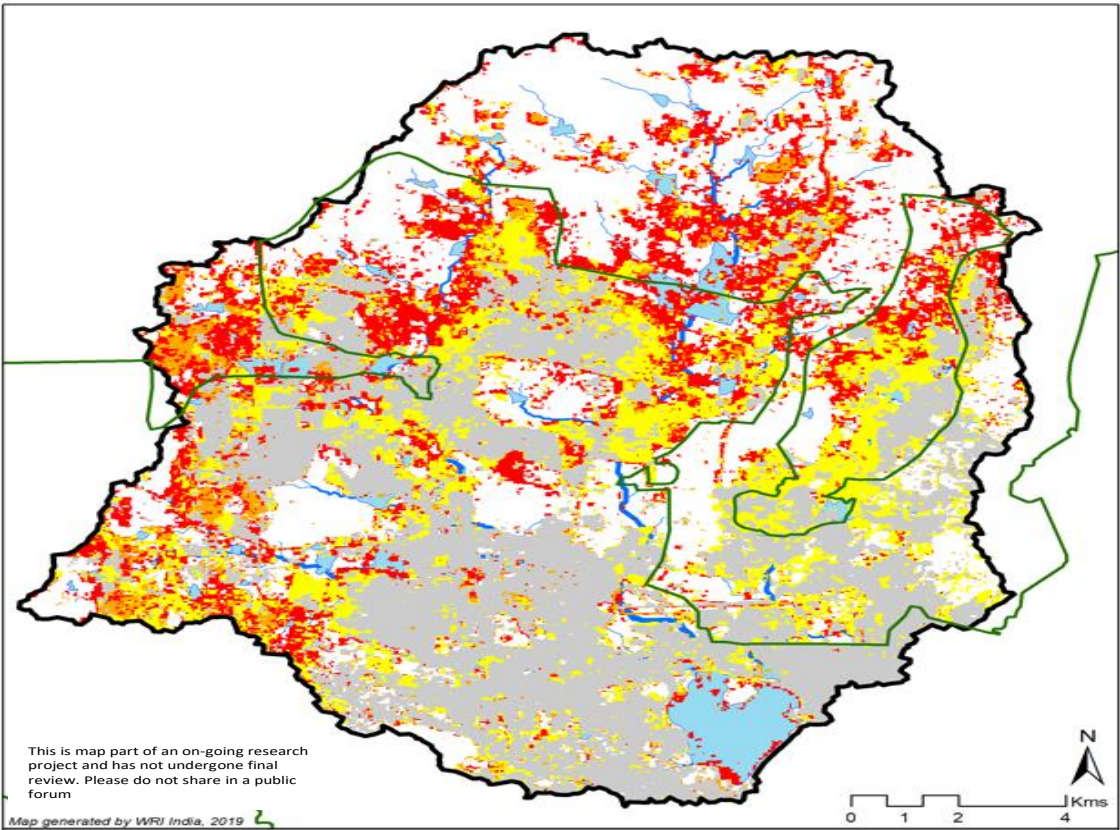 This is map part of an on-going research
project and has not undergone final
review. Please do not share in a public
forum
Map generated by WRI India, 2019
N
Kms
0 1 2 4